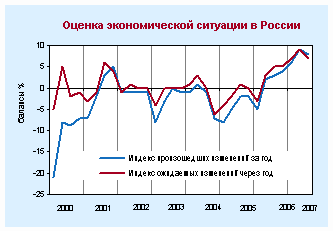 Оценка экономической ситуации в России
Балансы %
10
5
0
-5
-10
-15
-20
-25
Индекс произошедших изменений за год
Индекс ожидаемых изменений через год
2000 2001 2002 2003 2004 2005 2006 2007